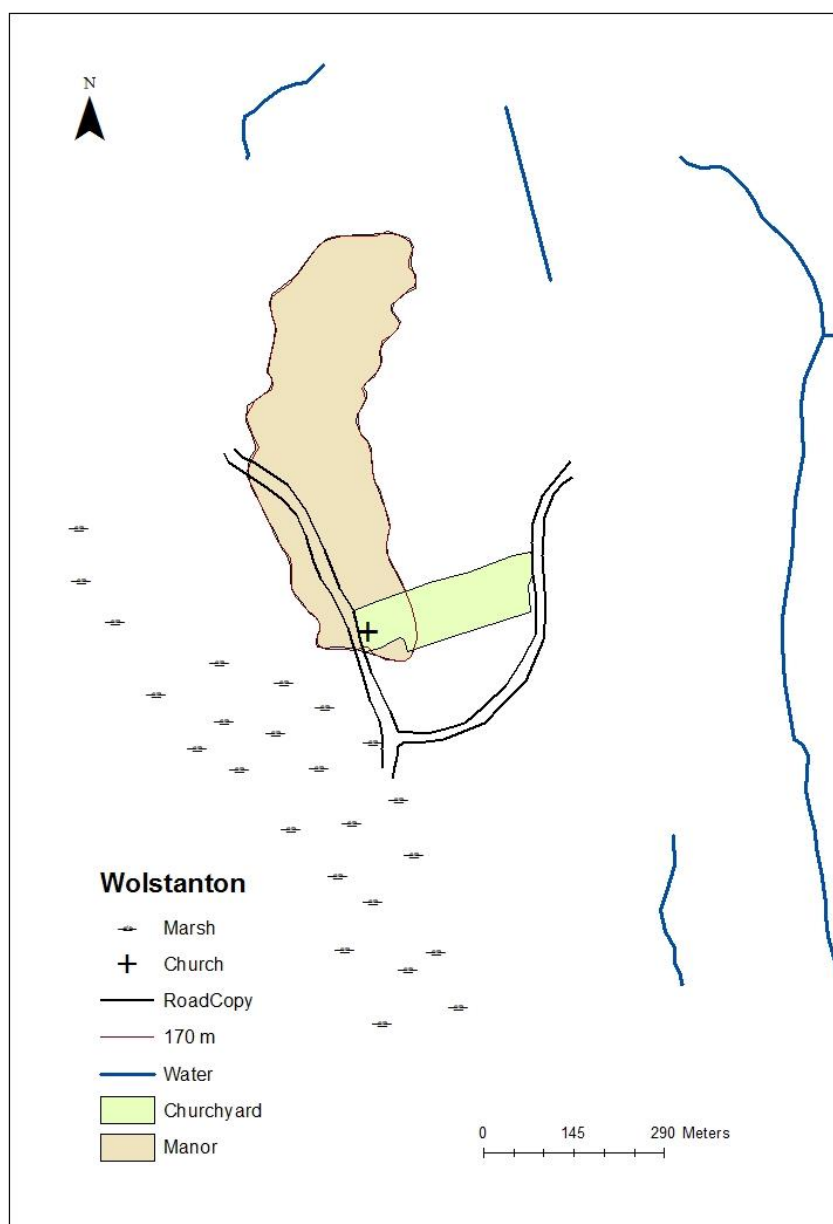 N
Wolstanton
Marsh
Church
RoadCopy
170 m
Water
Churchyard
Manor
0 145 290 Meters